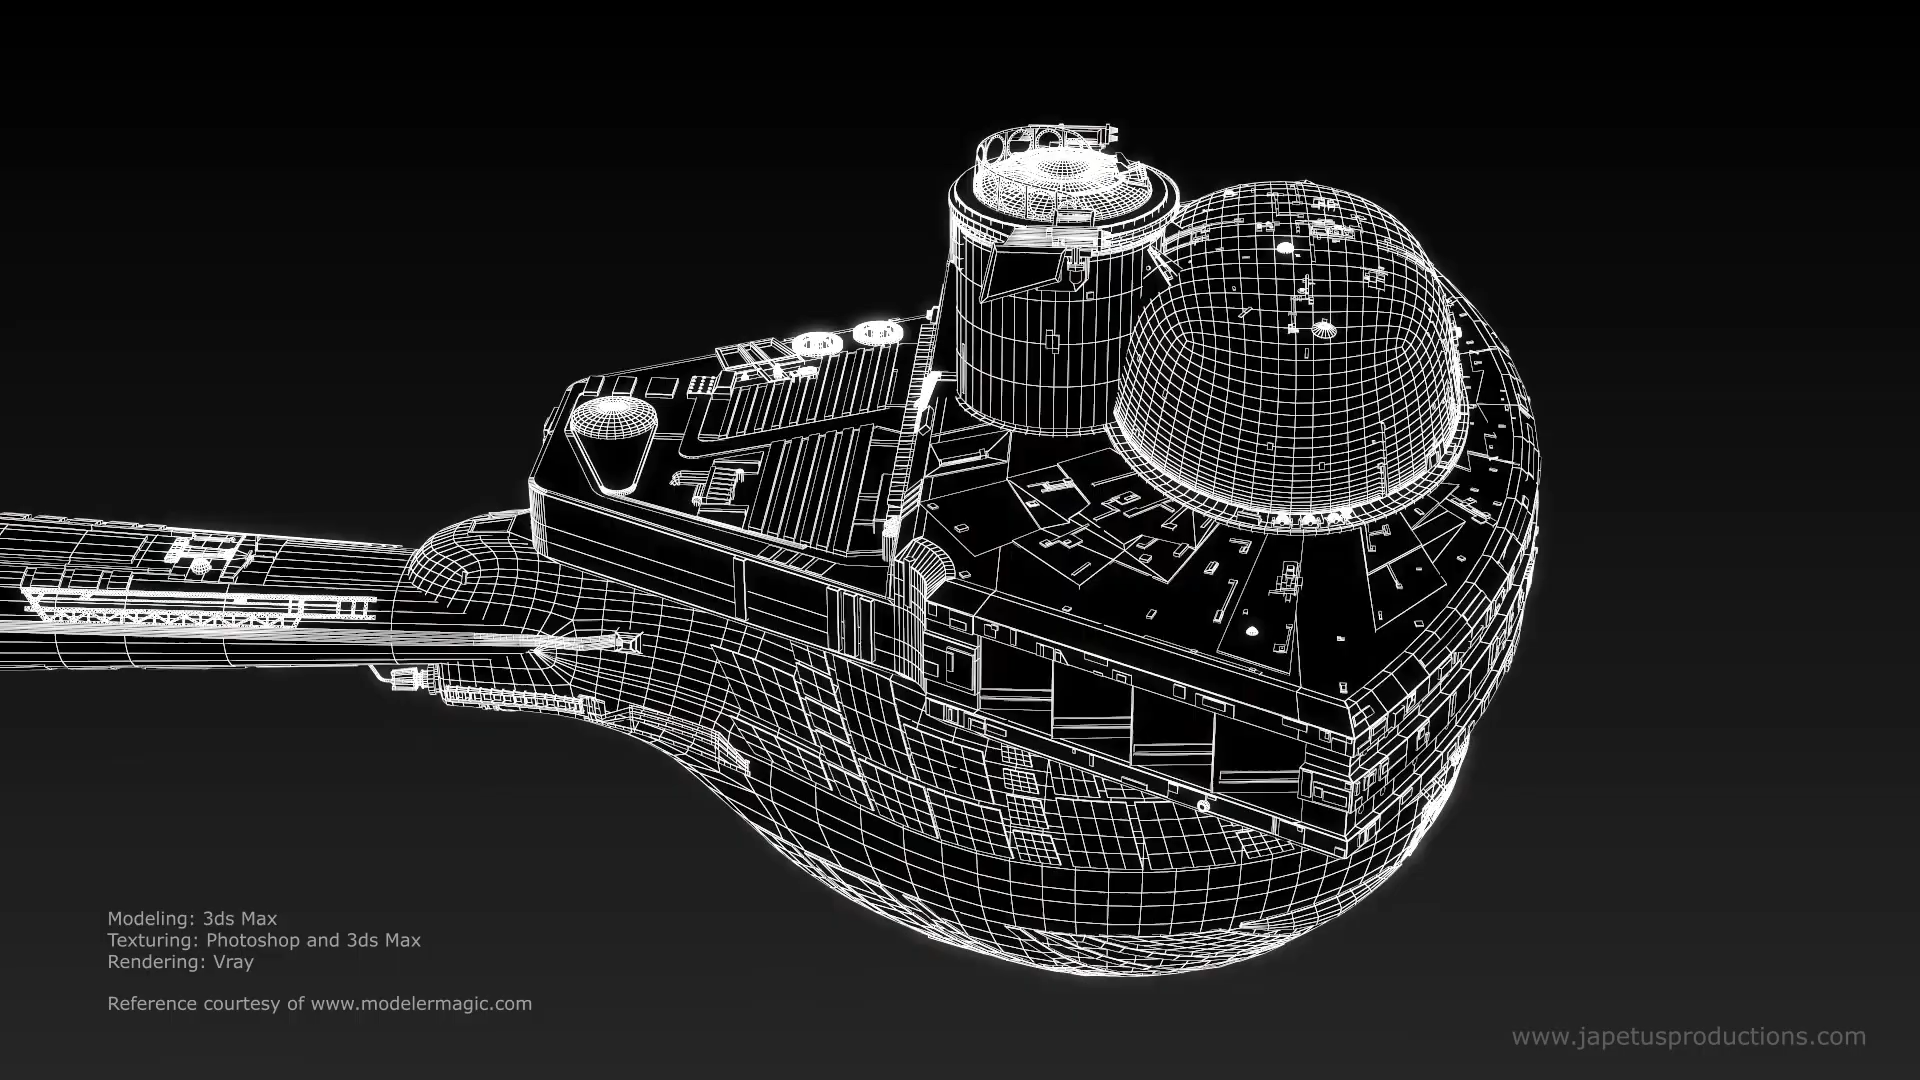 Modeling: 3ds Max
Texturing: Photoshop and 3ds Max
Rendering: Vray
Reference courtesy of www.modelermagic.com
www.japetusproductions.com